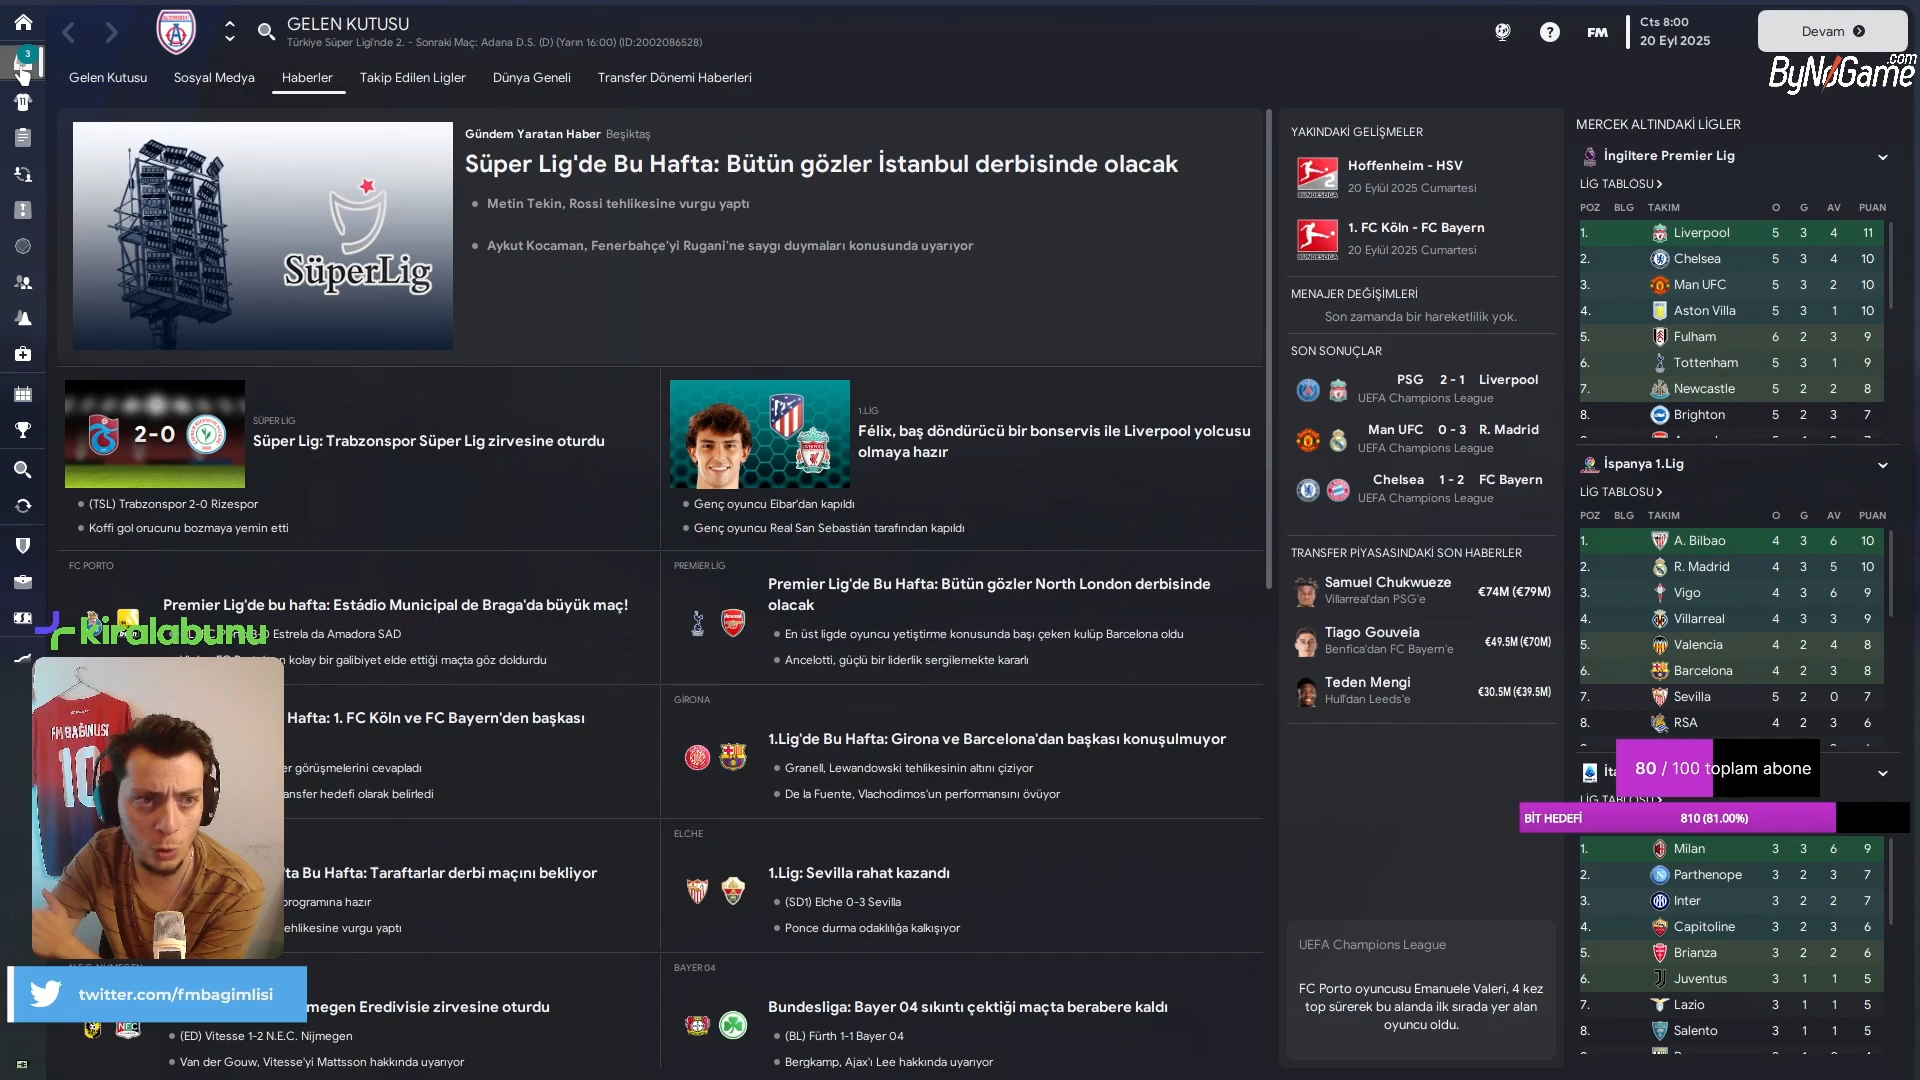 3
GELEN KUTUSU
Türkiye Süper Ligi'nde 2. - Sonraki Maç: Adana D.S. (D) (Yarın 16:00) (ID:2002086528)
FM
Cts 8:00
20 Eyl 2025
Devam
ByNoGame.com
Gelen Kutusu
Sosyal Medya
Haberler
Takip Edilen Ligler
Dünya Geneli
Transfer Dönemi Haberleri
SüperLig
Gündem Yaratan Haber Beşiktaş
Süper Lig'de Bu Hafta: Bütün gözler İstanbul derbisinde olacak
Metin Tekin, Rossi tehlikesine vurgu yaptı
Aykut Kocaman, Fenerbahçe'yi Rugani'ne saygı duymaları konusunda uyarıyor
2-0
SÜPER LİG
Süper Lig: Trabzonspor Süper Lig zirvesine oturdu
(TSL) Trabzonspor 2-0 Rizespor
Koffi gol orucunu bozmaya yemin etti
1.LİG
Félix, baş döndürücü bir bonservis ile Liverpool yolcusu
olmaya hazır
Genç oyuncu Eibar'dan kapıldı
Genç oyuncu Real San Sebastián tarafından kapıldı
FC PORTO
Premier Lig'de bu hafta: Estádio Municipal de Braga'da büyük maç!
Estrela da Amadora SAD
kolay bir galibiyet elde ettiği maçta göz doldurdu
PREMİER LİG
Premier Lig'de Bu Hafta: Bütün gözler North London derbisinde
olacak
En üst ligde oyuncu yetiştirme konusunda başı çeken kulüp Barcelona oldu
Ancelotti, güçlü bir liderlik sergilemekte kararlı
kiralabunu
Hafta: 1. FC Köln ve FC Bayern'den başkası
er görüşmelerini cevapladı
ansfer hedefi olarak belirledi
GİRONA
1.Lig'de Bu Hafta: Girona ve Barcelona'dan başkası konuşulmuyor
Granell, Lewandowski tehlikesinin altını çiziyor
De la Fuente, Vlachodimos'un performansını övüyor
FM BAĞIMLISI
10
'ta Bu Hafta: Taraftarlar derbi maçını bekliyor
programına hazır
ehlikesine vurgu yaptı
ELCHE
1.Lig: Sevilla rahat kazandı
(SD1) Elche 0-3 Sevilla
Ponce durma odaklılığa kalkışıyor
twitter.com/fmbagimlisi
megen Eredivisie zirvesine oturdu
(ED) Vitesse 1-2 N.E.C. Nijmegen
Van der Gouw, Vitesse'yi Mattsson hakkında uyarıyor
BAYER 04
Bundesliga: Bayer 04 sıkıntı çektiği maçta berabere kaldı
(BL) Fürth 1-1 Bayer 04
Bergkamp, Ajax'ı Lee hakkında uyarıyor
YAKINDAKİ GELİŞMELER
Hoffenheim - HSV
20 Eylül 2025 Cumartesi
1. FC Köln - FC Bayern
20 Eylül 2025 Cumartesi
MENAJER DEĞİŞİMLERİ
Son zamanda bir hareketlilik yok.
SON SONUÇLAR
PSG 2 - 1 Liverpool
UEFA Champions League
Man UFC 0 - 3 R. Madrid
UEFA Champions League
Chelsea 1 - 2 FC Bayern
UEFA Champions League
TRANSFER PİYASASINDAKİ SON HABERLER
Samuel Chukwueze
Villarreal'dan PSG'e
€74M (€79M)
Tiago Gouveia
Benfica'dan FC Bayern'e
€49.5M (€70M)
Teden Mengi
Hull'dan Leeds'e
€30.5M (€39.5M)
UEFA Champions League
FC Porto oyuncusu Emanuele Valeri, 4 kez
top sürerek bu alanda ilk sırada yer alan
oyuncu oldu.
MERCEK ALTINDAKİ LİGLER
İngiltere Premier Lig
LİG TABLOSU
POZ BLG TAKIM O G AV PUAN
1. Liverpool 5 3 4 11
2. Chelsea 5 3 4 10
3. Man UFC 5 3 2 10
4. Aston Villa 5 3 1 10
5. Fulham 6 2 3 9
6. Tottenham 5 3 1 9
7. Newcastle 5 2 2 8
8. Brighton 5 2 3 7
İspanya 1.Lig
LİG TABLOSU
POZ BLG TAKIM O G AV PUAN
1. A. Bilbao 4 3 6 10
2. R. Madrid 4 3 5 10
3. Vigo 4 3 6 9
4. Villarreal 4 3 3 9
5. Valencia 4 2 4 8
6. Barcelona 4 2 3 8
7. Sevilla 5 2 0 7
8. RSA 4 2 3 6
80 / 100 toplam abone
LİG TABLOSU
BİT HEDEFİ 810 (81.00%)
1. Milan 3 3 6 9
2. Parthenope 3 2 3 7
3. Inter 3 2 2 7
4. Capitoline 3 2 3 6
5. Brianza 3 2 2 6
6. Juventus 3 1 1 5
7. Lazio 3 1 1 5
8. Salento 3 1 1 5